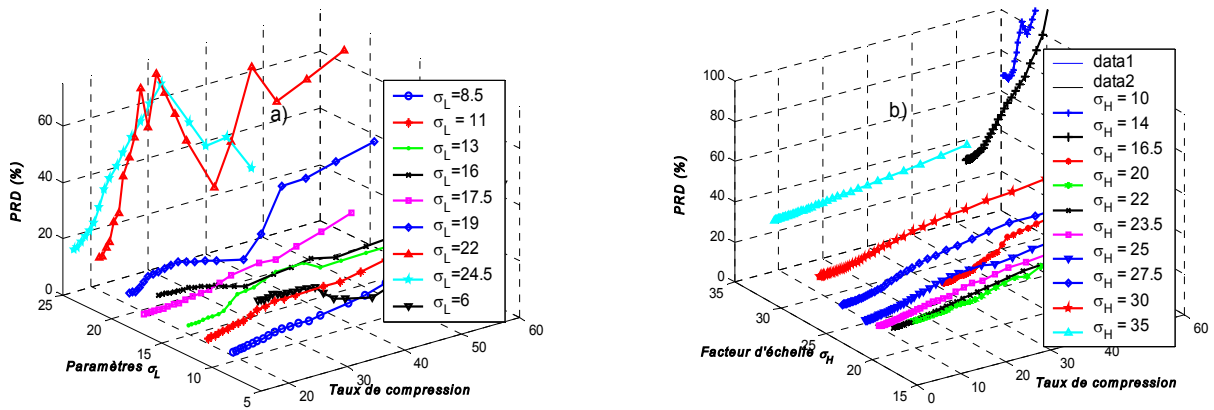 a)
PRD (%)
60
40
20
0
25
20
15
10
5
Paramètres σL
20
30
40
50
60
Taux de compression
σL=8.5
σL = 11
σL=13
σL=16
σL=17.5
σL=19
σL=22
σL=24.5
σL=6
b)
PRD (%)
100
80
60
40
20
0
35
30
25
20
15
Facteur d'échelle σH
0
10
20
30
40
60
Taux de compression
data1
data2
σH = 10
σH = 14
σH = 16.5
σH = 20
σH = 22
σH = 23.5
σH = 25
σH = 27.5
σH = 30
σH = 35